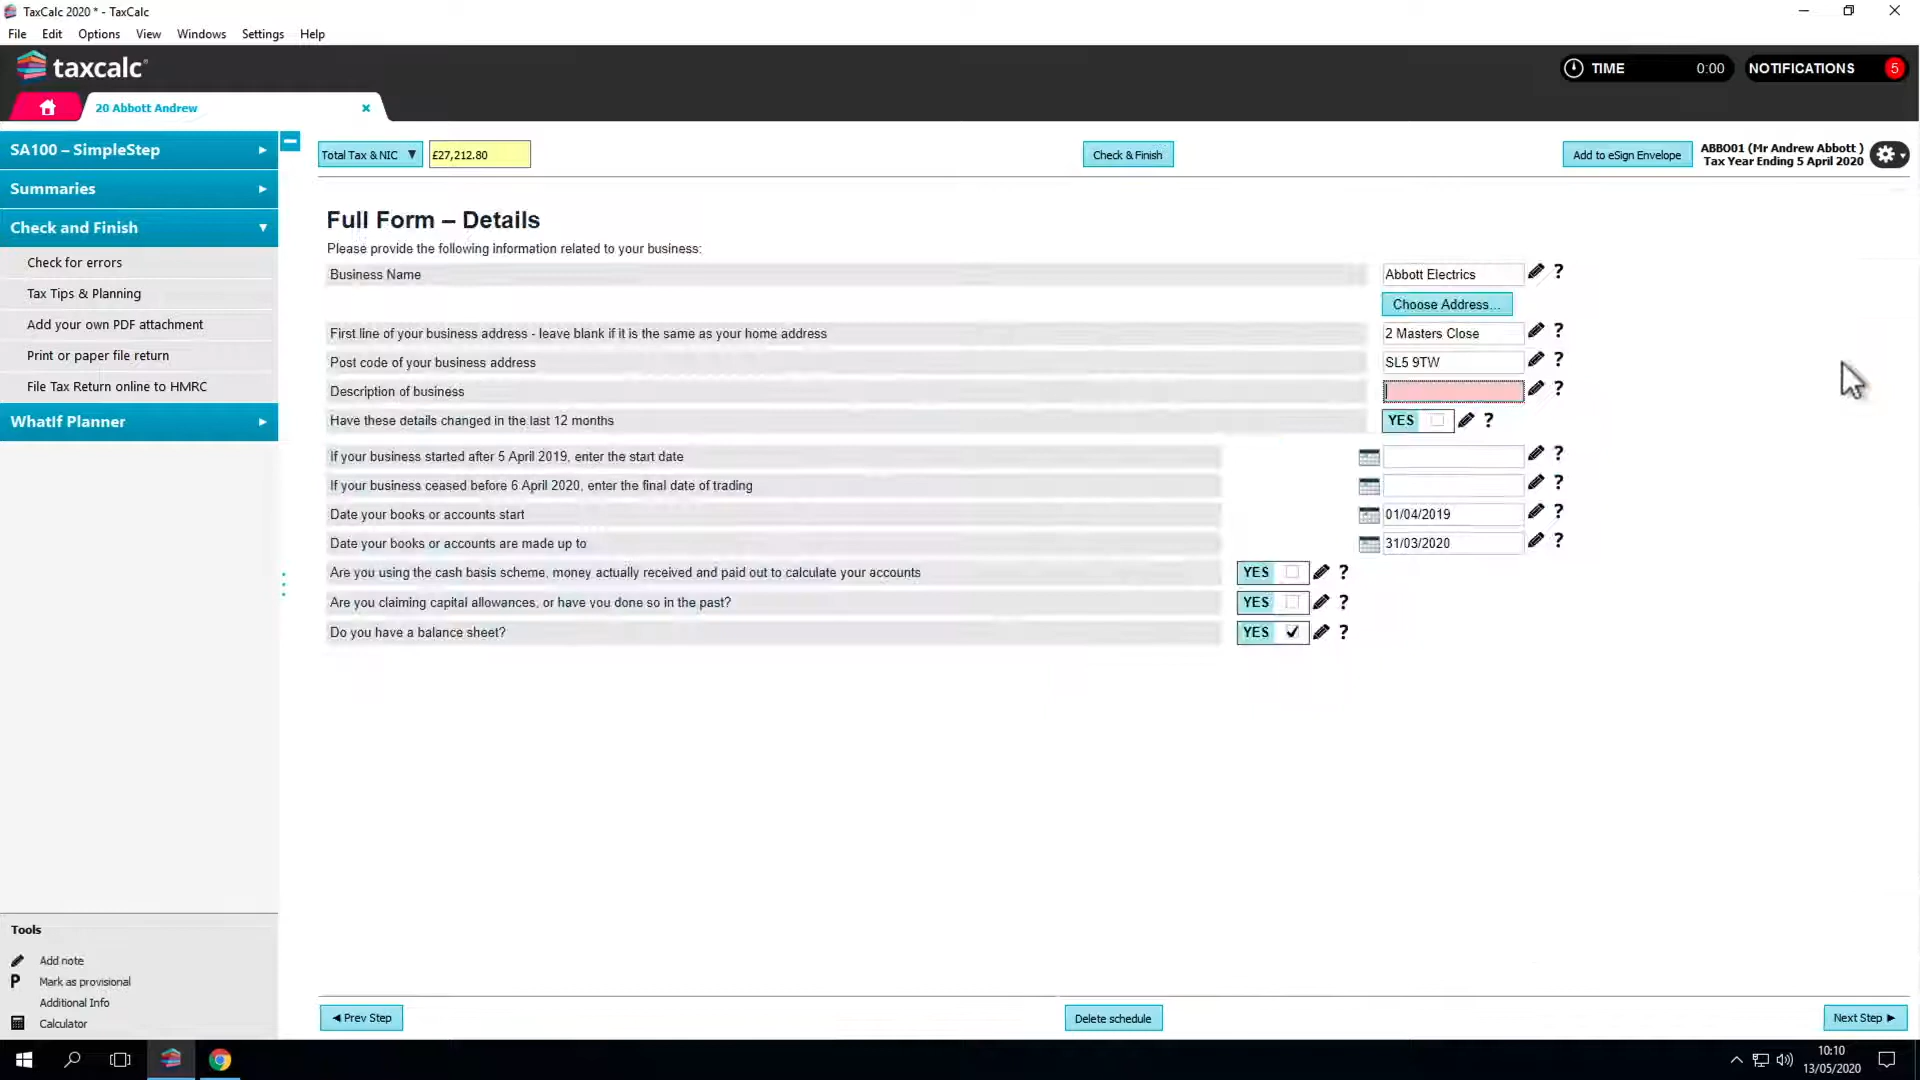 TaxCalc 2020 * - TaxCalc
File Edit Options View Windows Settings Help
taxcalc
TIME 0:00 NOTIFICATIONS 5
20 Abbott Andrew
SA100 – SimpleStep
Summaries
Check and Finish
Check for errors
Tax Tips & Planning
Add your own PDF attachment
Print or paper file return
File Tax Return online to HMRC
WhatIf Planner
Total Tax & NIC £27,212.80 Check & Finish Add to eSign Envelope
ABB001 (Mr Andrew Abbott )
Tax Year Ending 5 April 2020
Full Form – Details
Please provide the following information related to your business:
Business Name Abbott Electrics ?
Choose Address...
First line of your business address - leave blank if it is the same as your home address 2 Masters Close ?
Post code of your business address SL5 9TW ?
Description of business ?
Have these details changed in the last 12 months YES ?
If your business started after 5 April 2019, enter the start date ?
If your business ceased before 6 April 2020, enter the final date of trading ?
Date your books or accounts start 01/04/2019 ?
Date your books or accounts are made up to 31/03/2020 ?
Are you using the cash basis scheme, money actually received and paid out to calculate your accounts YES ?
Are you claiming capital allowances, or have you done so in the past? YES ?
Do you have a balance sheet? YES ?
Tools
Add note
P Mark as provisional
Additional Info
Calculator
Prev Step Delete schedule Next Step
10:10
13/05/2020